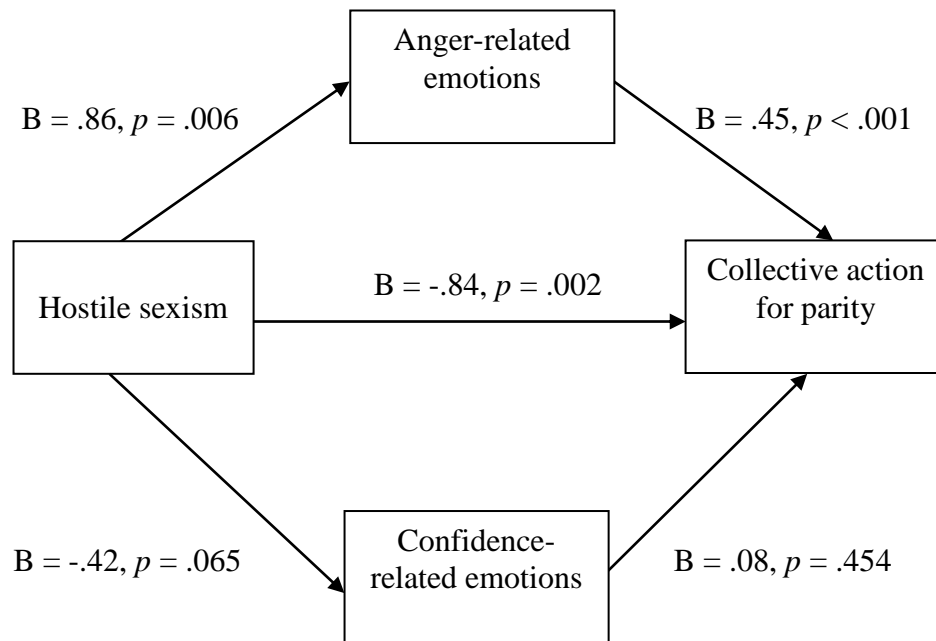 Anger-related
emotions
B = .86, p = .006
B = .45, p < .001
Hostile sexism
B = -.84, p = .002
Collective action
for parity
B = -.42, p = .065
Confidence-
related emotions
B = .08, p = .454